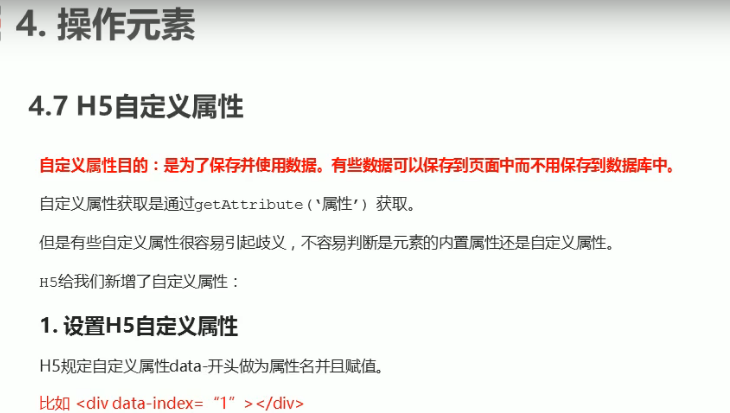 4. 操作元素
4.7 H5自定义属性
自定义属性目的：是为了保存并使用数据。有些数据可以保存到页面中而不用保存到数据库中。
自定义属性获取是通过getAttribute(‘属性’) 获取。
但是有些自定义属性很容易引起歧义，不容易判断是元素的内置属性还是自定义属性。
H5给我们新增了自定义属性：
1. 设置H5自定义属性
H5规定自定义属性data-开头做为属性名并且赋值。
比如 <div data-index=“1”></div>